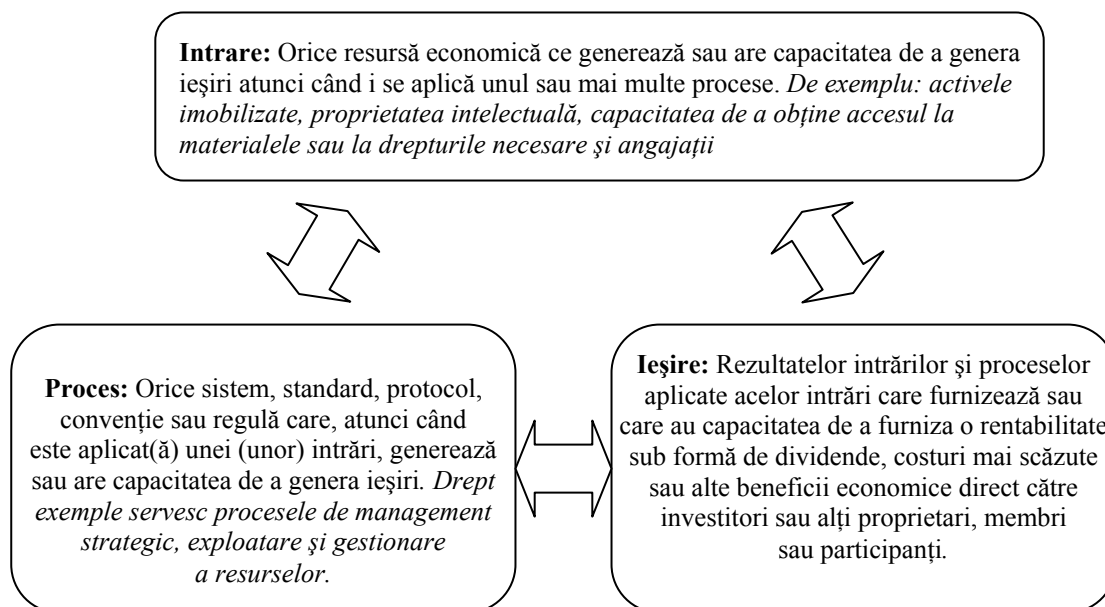 Intrare: Orice resursă economică ce generează sau are capacitatea de a genera
ieşiri atunci când i se aplică unul sau mai multe procese. De exemplu: activele
imobilizate, proprietatea intelectuală, capacitatea de a obține accesul la
materialele sau la drepturile necesare şi angajații
Proces: Orice sistem, standard, protocol,
convenție sau regulă care, atunci când
este aplicat(ă) unei (unor) intrări, generează
sau are capacitatea de a genera ieşiri. Drept
exemple servesc procesele de management
strategic, exploatare şi gestionare
a resurselor.
Ieşire: Rezultatelor intrărilor şi proceselor
aplicate acelor intrări care furnizează sau
care au capacitatea de a furniza o rentabilitate
sub formă de dividende, costuri mai scăzute
sau alte beneficii economice direct către
investitori sau alți proprietari, membri
sau participanți.